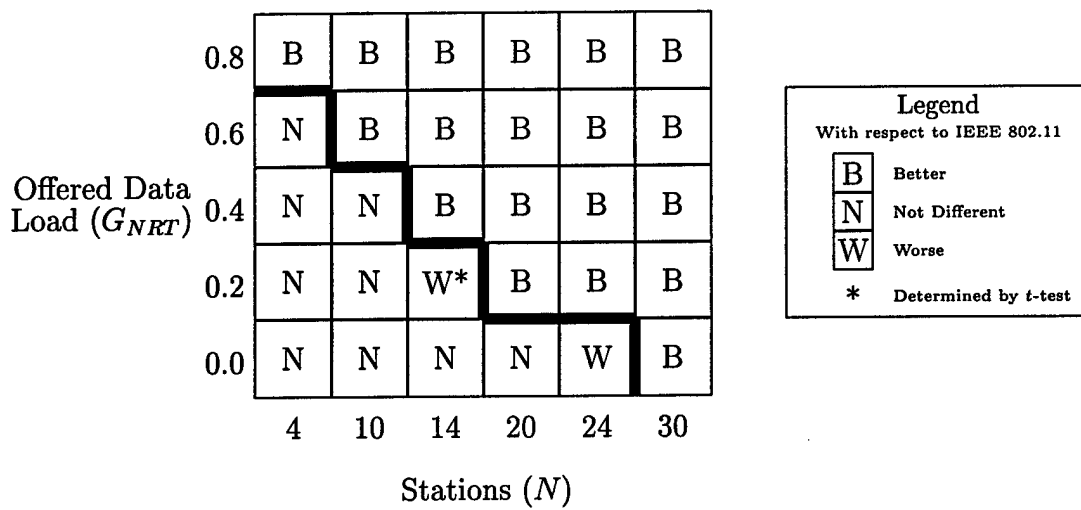 0.8 B B B B B B
0.6 N B B B B B
Offered Data
Load (G_NRT) 0.4 N N B B B B
0.2 N N W* B B B
0.0 N N N N W B
4 10 14 20 24 30
Stations (N)
Legend
With respect to IEEE 802.11
B Better
N Not Different
W Worse
* Determined by t-test